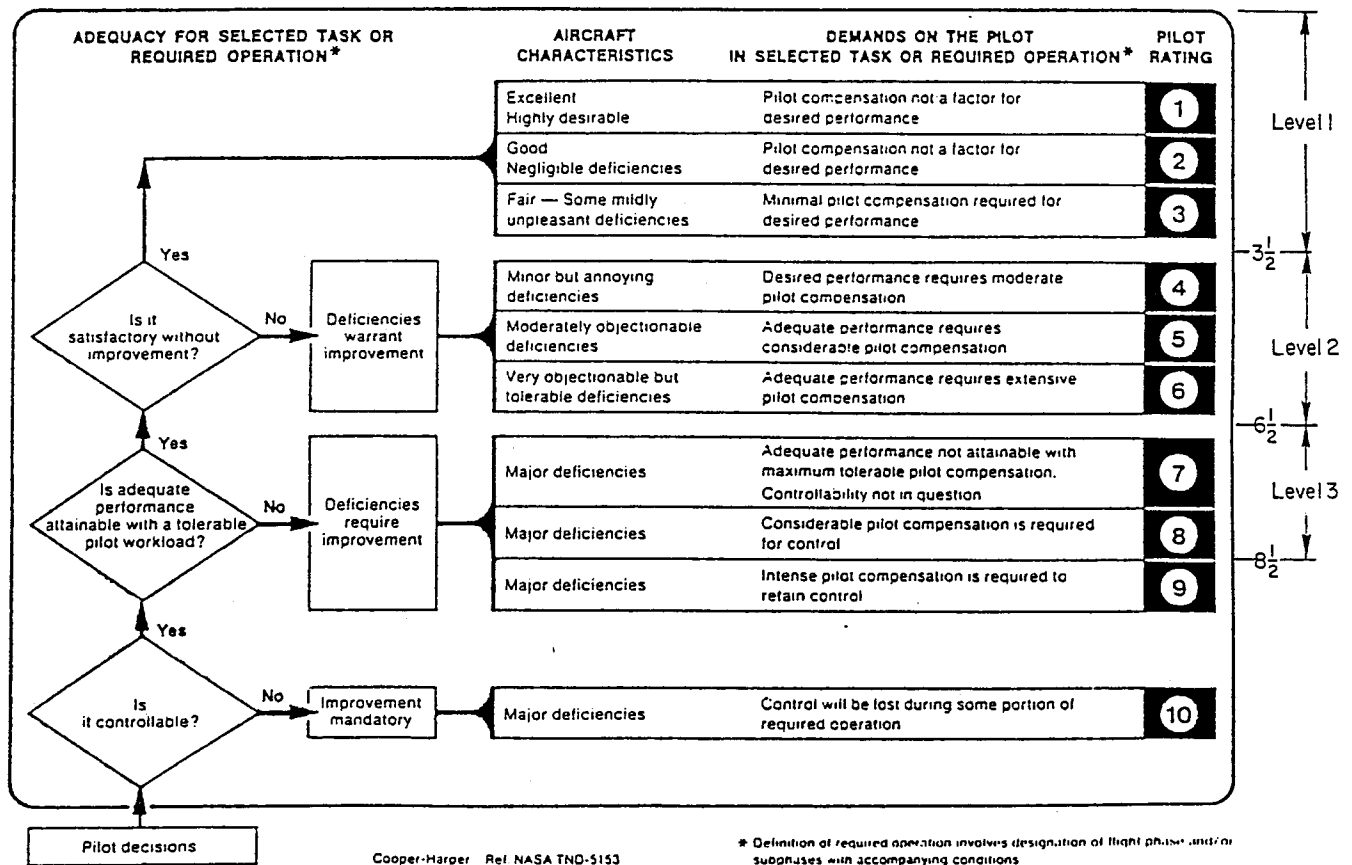 ADEQUACY FOR SELECTED TASK OR
REQUIRED OPERATION*
AIRCRAFT
CHARACTERISTICS
DEMANDS ON THE PILOT
IN SELECTED TASK OR REQUIRED OPERATION*
PILOT
RATING
Excellent
Highly desirable
Pilot compensation not a factor for
desired performance
1
Good
Negligible deficiencies
Pilot compensation not a factor for
desired performance
2
Fair — Some mildly
unpleasant deficiencies
Minimal pilot compensation required for
desired performance
3
Level 1
3 1/2
Yes
Is it
satisfactory without
improvement?
No
Deficiencies
warrant
improvement
Minor but annoying
deficiencies
Desired performance requires moderate
pilot compensation
4
Moderately objectionable
deficiencies
Adequate performance requires
considerable pilot compensation
5
Very objectionable but
tolerable deficiencies
Adequate performance requires extensive
pilot compensation
6
Level 2
6 1/2
Yes
Is adequate
performance
attainable with a tolerable
pilot workload?
No
Deficiencies
require
improvement
Major deficiencies
Adequate performance not attainable with
maximum tolerable pilot compensation.
Controllability not in question
7
Major deficiencies
Considerable pilot compensation is required
for control
8
Major deficiencies
Intense pilot compensation is required to
retain control
9
Level 3
8 1/2
Yes
Is
it controllable?
No
Improvement
mandatory
Major deficiencies
Control will be lost during some portion of
required operation
10
Pilot decisions
Cooper-Harper Ref. NASA TND-5153
* Definition of required operation involves designation of flight phase and/or
subphases with accompanying conditions